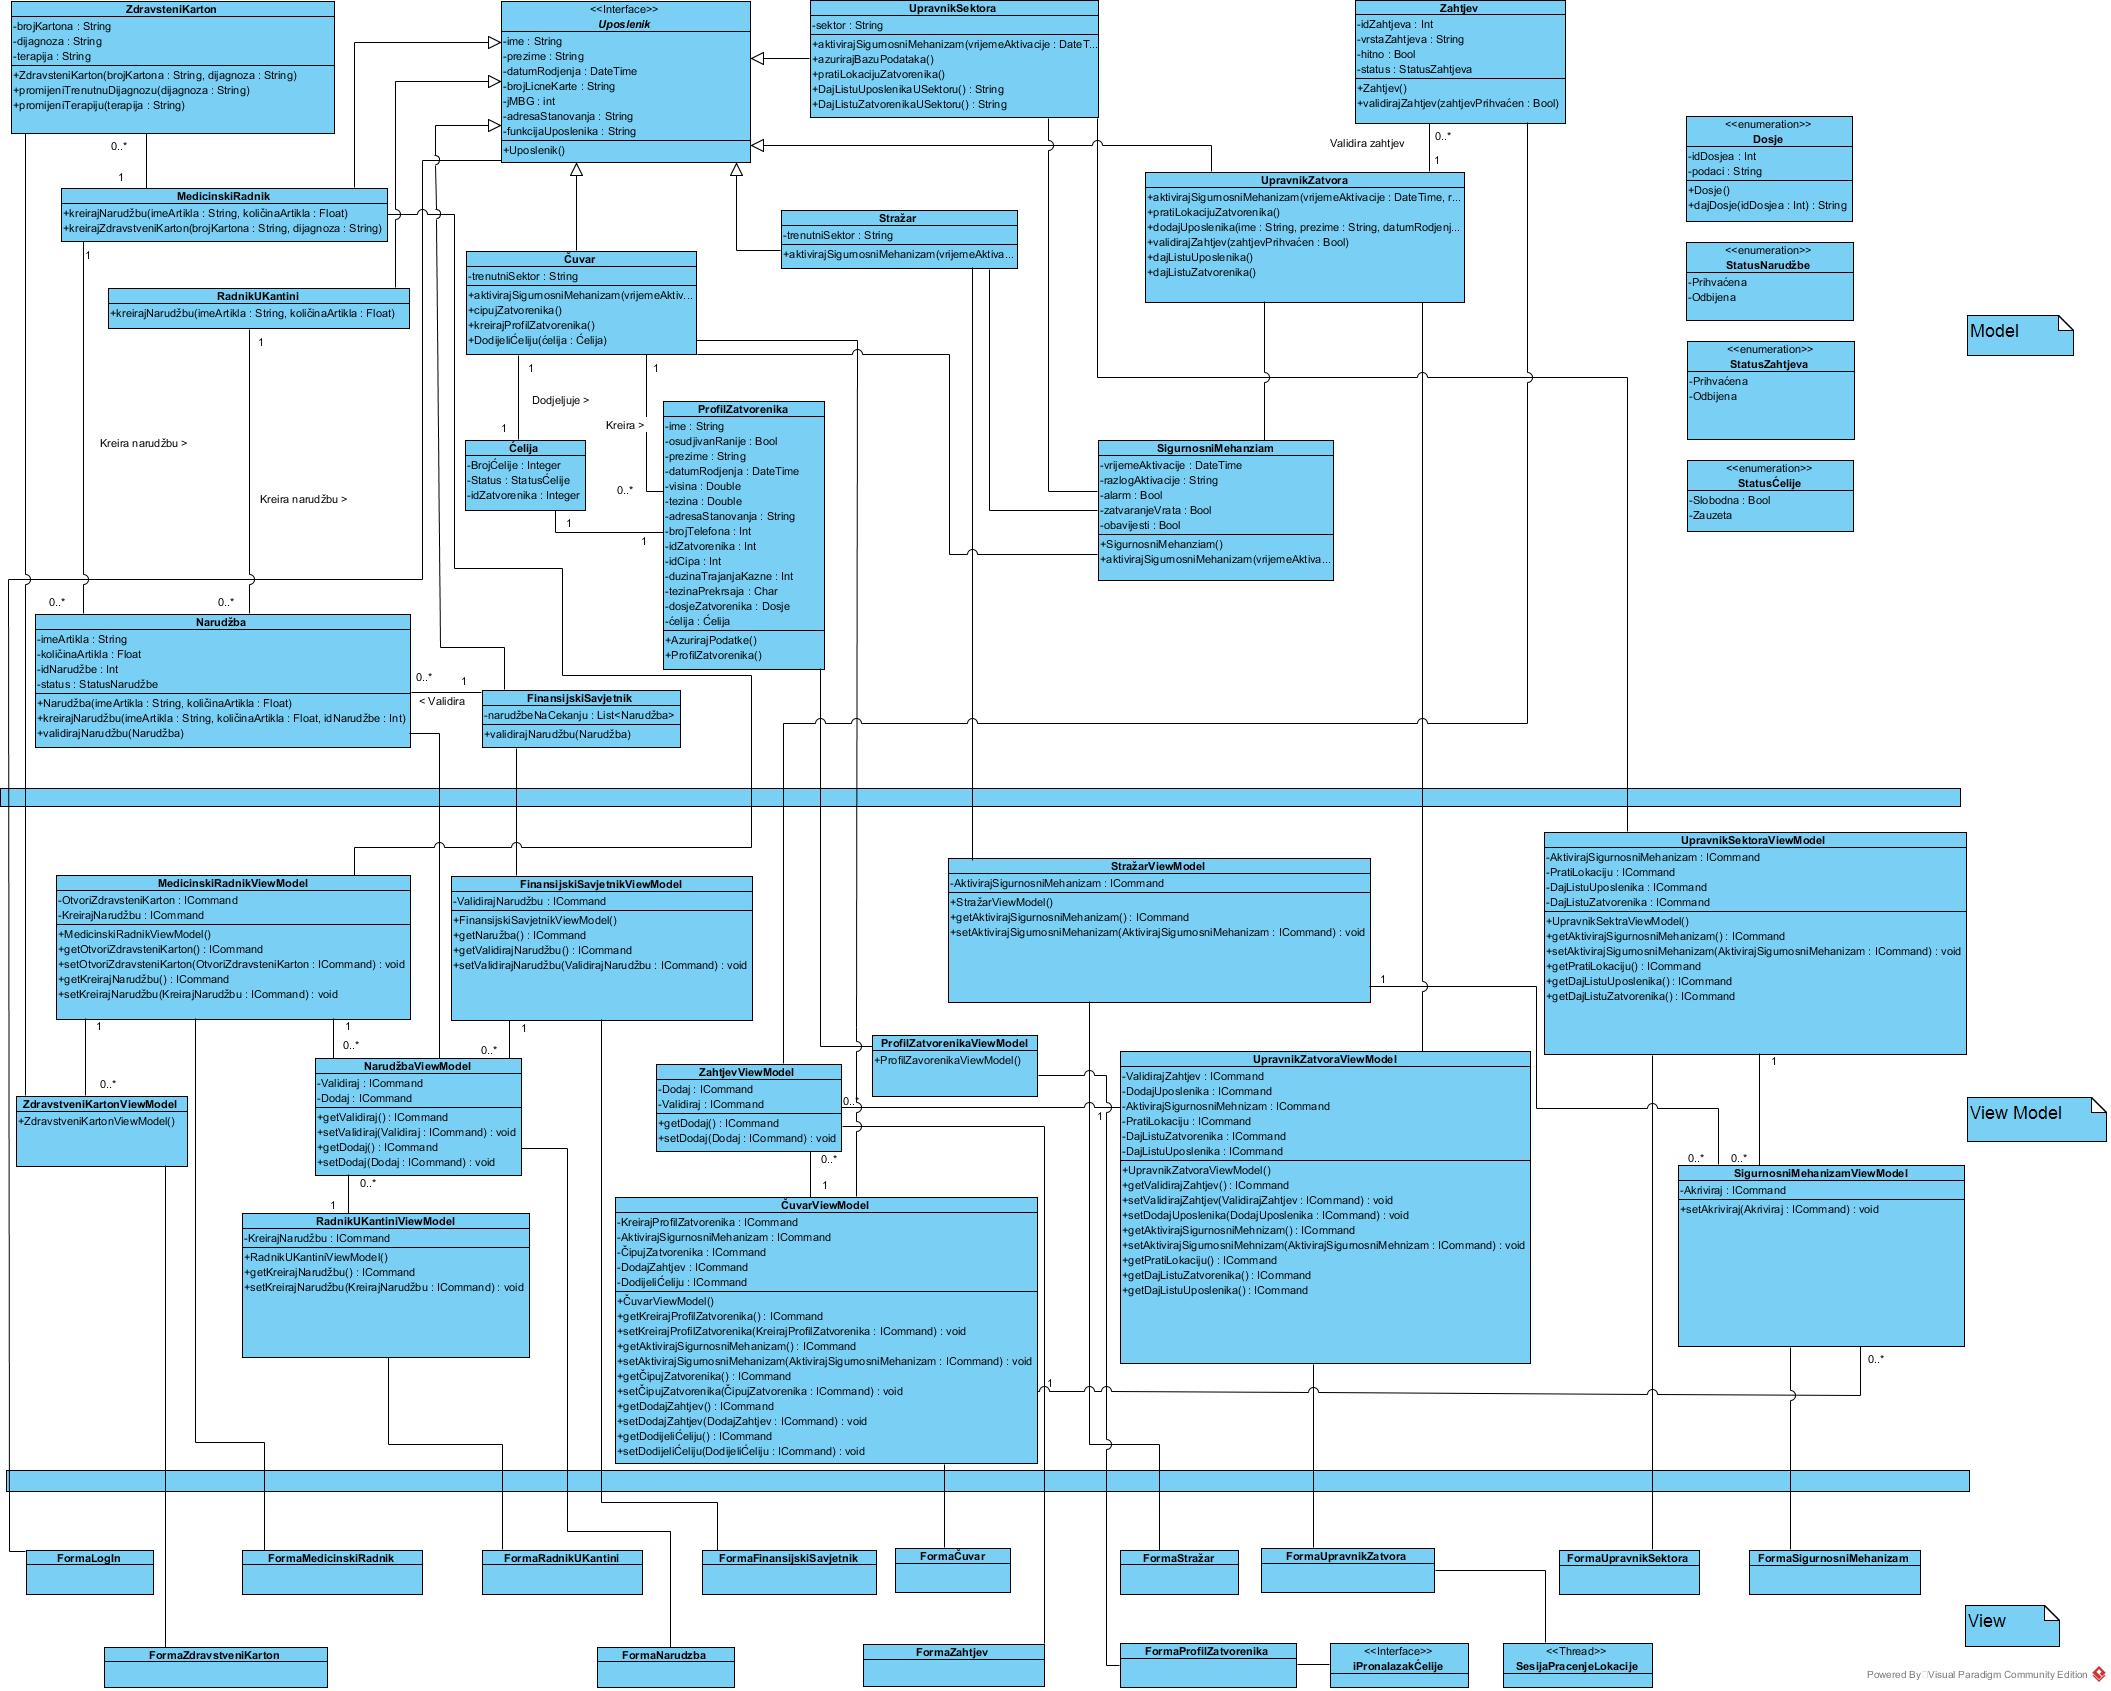 ZdravsteniKarton
-brojKartona : String
-dijagnoza : String
-terapija : String
+ZdravsteniKarton(brojKartona : String, dijagnoza : String)
+promijeniTrenutnuDijagnozu(dijagnoza : String)
+promijeniTerapiju(terapija : String)
<<Interface>>
Uposlenik
-ime : String
-prezime : String
-datumRodjenja : DateTime
-brojLicneKarte : String
-jMBG : int
-adresaStanovanja : String
-funkcijaUposlenika : String
+Uposlenik()
UpravnikSektora
-sektor : String
+aktivirajSigurnosniMehanizam(vrijemeAktivacije : DateT...
+azurirajBazuPodataka()
+pratiLokacijuZatvorenika()
+DajListuUposlenikaUSektoru() : String
+DajListuZatvorenikaUSektoru() : String
Zahtjev
-idZahtjeva : Int
-vrstaZahtjeva : String
-hitno : Bool
-status : StatusZahtjeva
+Zahtjev()
+validirajZahtjev(zahtjevPrihvaćen : Bool)
<<enumeration>>
Dosje
-idDosjea : Int
-podaci : String
+Dosje()
+dajDosje(idDosjea : Int) : String
0..*
1
Validira zahtjev
0..*
1
MedicinskiRadnik
+kreirajNarudžbu(imeArtikla : String, količinaArtikla : Float)
+kreirajZdravstveniKarton(brojKartona : String, dijagnoza : String)
1
UpravnikZatvora
+aktivirajSigurnosniMehanizam(vrijemeAktivacije : DateTime, r...
+pratiLokacijuZatvorenika()
+dodajUposlenika(ime : String, prezime : String, datumRodjenj...
+validirajZahtjev(zahtjevPrihvaćen : Bool)
+dajListuUposlenika()
+dajListuZatvorenika()
Stražar
-trenutniSektor : String
+aktivirajSigurnosniMehanizam(vrijemeAktiva...
Čuvar
-trenutniSektor : String
+aktivirajSigurnosniMehanizam(vrijemeAktiv...
+cipujZatvorenika()
+kreirajProfilZatvorenika()
+DodijeliĆeliju(ćelija : Ćelija)
<<enumeration>>
StatusNarudžbe
-Prihvaćena
-Odbijena
RadnikUKantini
+kreirajNarudžbu(imeArtikla : String, količinaArtikla : Float)
1
Model
<<enumeration>>
StatusZahtjeva
-Prihvaćena
-Odbijena
1
Dodjeljuje >
1
1
Kreira >
0..*
ProfilZatvorenika
-ime : String
-osudjivanRanije : Bool
-prezime : String
-datumRodjenja : DateTime
-visina : Double
-tezina : Double
-adresaStanovanja : String
-brojTelefona : Int
-idZatvorenika : Int
-idCipa : Int
-duzinaTrajanjaKazne : Int
-tezinaPrekrsaja : Char
-dosjeZatvorenika : Dosje
-ćelija : Ćelija
+AzurirajPodatke()
+ProfilZatvorenika()
Ćelija
-BrojĆelije : Integer
-Status : StatusĆelije
-idZatvorenika : Integer
1
1
SigurnosniMehanziam
-vrijemeAktivacije : DateTime
-razlogAktivacije : String
-alarm : Bool
-zatvaranjeVrata : Bool
-obavijesti : Bool
+SigurnosniMehanziam()
+aktivirajSigurnosniMehanizam(vrijemeAktiva...
<<enumeration>>
StatusĆelije
-Slobodna : Bool
-Zauzeta
Kreira narudžbu >
Kreira narudžbu >
0..*
0..*
Narudžba
-imeArtikla : String
-količinaArtikla : Float
-idNarudžbe : Int
-status : StatusNarudžbe
+Narudžba(imeArtikla : String, količinaArtikla : Float)
+kreirajNarudžbu(imeArtikla : String, količinaArtikla : Float, idNarudžbe : Int)
+validirajNarudžbu(Narudžba)
0..*
1
< Validira
FinansijskiSavjetnik
-narudžbeNaCekanju : List<Narudžba>
+validirajNarudžbu(Narudžba)
MedicinskiRadnikViewModel
-OtvoriZdravsteniKarton : ICommand
-KreirajNarudžbu : ICommand
+MedicinskiRadnikViewModel()
+getOtvoriZdravsteniKarton() : ICommand
+setOtvoriZdravsteniKarton(OtvoriZdravsteniKarton : ICommand) : void
+getKreirajNarudžbu() : ICommand
+setKreirajNarudžbu(KreirajNarudžbu : ICommand) : void
1
1
FinansijskiSavjetnikViewModel
-ValidirajNarudžbu : ICommand
+FinansijskiSavjetnikViewModel()
+getNaružba() : ICommand
+getValidirajNarudžbu() : ICommand
+setValidirajNarudžbu(ValidirajNarudžbu : ICommand) : void
1
StražarViewModel
-AktivirajSigurnosniMehanizam : ICommand
+StražarViewModel()
+getAktivirajSigurnosniMehanizam() : ICommand
+setAktivirajSigurnosniMehanizam(AktivirajSigurnosniMehanizam : ICommand) : void
1
UpravnikSektoraViewModel
-AktivirajSigurnosniMehanizam : ICommand
-PratiLokaciju : ICommand
-DajListuUposlenika : ICommand
-DajListuZatvorenika : ICommand
+UpravnikSektraViewModel()
+getAktivirajSigurnosniMehanizam() : ICommand
+setAktivirajSigurnosniMehanizam(AktivirajSigurnosniMehanizam : ICommand) : void
+getPratiLokaciju() : ICommand
+getDajListuUposlenika() : ICommand
+getDajListuZatvorenika() : ICommand
1
0..*
0..*
0..*
ZdravstveniKartonViewModel
+ZdravstveniKartonViewModel()
NarudžbaViewModel
-Validiraj : ICommand
-Dodaj : ICommand
+getValidiraj() : ICommand
+setValidiraj(Validiraj : ICommand) : void
+getDodaj() : ICommand
+setDodaj(Dodaj : ICommand) : void
0..*
1
ZahtjevViewModel
-Dodaj : ICommand
-Validiraj : ICommand
+getDodaj() : ICommand
+setDodaj(Dodaj : ICommand) : void
0..*
1
0..*
1
ProfilZatvorenikaViewModel
+ProfilZavorenikaViewModel()
UpravnikZatvoraViewModel
-ValidirajZahtjev : ICommand
-DodajUposlenika : ICommand
-AktivirajSigurnosniMehnizam : ICommand
-PratiLokaciju : ICommand
-DajListuZatvorenika : ICommand
-DajListuUposlenika : ICommand
+UpravnikZatvoraViewModel()
+getValidirajZahtjev() : ICommand
+setValidirajZahtjev(ValidirajZahtjev : ICommand) : void
+setDodajUposlenika(DodajUposlenika : ICommand) : void
+getAktivirajSigurnosniMehnizam() : ICommand
+setAktivirajSigurnosniMehnizam(AktivirajSigurnosniMehnizam : ICommand) : void
+getPratiLokaciju() : ICommand
+getDajListuZatvorenika() : ICommand
+getDajListuUposlenika() : ICommand
View Model
0..*
0..*
SigurnosniMehanizamViewModel
-Akriviraj : ICommand
+setAkriviraj(Akriviraj : ICommand) : void
0..*
RadnikUKantiniViewModel
-KreirajNarudžbu : ICommand
+RadnikUKantiniViewModel()
+getKreirajNarudžbu() : ICommand
+setKreirajNarudžbu(KreirajNarudžbu : ICommand) : void
ČuvarViewModel
-KreirajProfilZatvorenika : ICommand
-AktivirajSigurnosniMehanizam : ICommand
-ČipujZatvorenika : ICommand
-DodajZahtjev : ICommand
-DodijeliĆeliju : ICommand
+ČuvarViewModel()
+getKreirajProfilZatvorenika() : ICommand
+setKreirajProfilZatvorenika(KreirajProfilZatvorenika : ICommand) : void
+getAktivirajSigurnosniMehanizam() : ICommand
+setAktivirajSigurnosniMehanizam(AktivirajSigurnosniMehanizam : ICommand) : void
+getČipujZatvorenika() : ICommand
+setČipujZatvorenika(ČipujZatvorenika : ICommand) : void
+getDodajZahtjev() : ICommand
+setDodajZahtjev(DodajZahtjev : ICommand) : void
+getDodijeliĆeliju() : ICommand
+setDodijeliĆeliju(DodijeliĆeliju : ICommand) : void
1
FormaLogIn
FormaMedicinskiRadnik
FormaRadnikUKantini
FormaFinansijskiSavjetnik
FormaČuvar
FormaStražar
FormaUpravnikZatvora
FormaUpravnikSektora
FormaSigurnosniMehanizam
View
FormaZdravstveniKarton
FormaNarudzba
FormaZahtjev
FormaProfilZatvorenika
<<Interface>>
iPronalazakĆelije
<<Thread>>
SesijaPracenjeLokacije
Powered By Visual Paradigm Community Edition